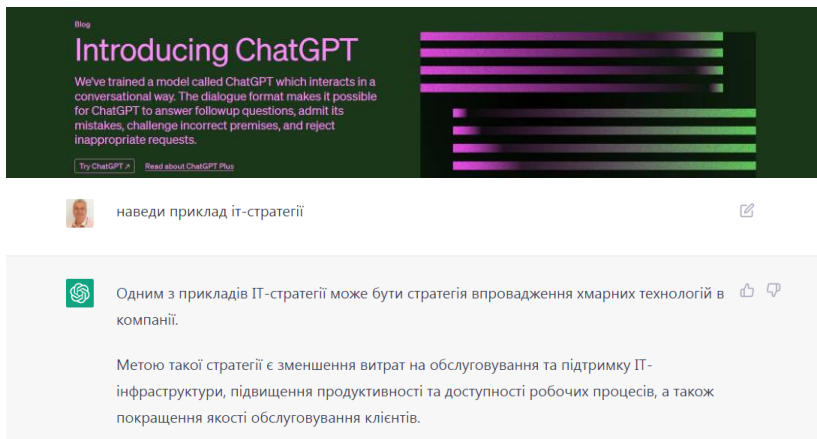 Blog
Introducing ChatGPT
We've trained a model called ChatGPT which interacts in a
conversational way. The dialogue format makes it possible
for ChatGPT to answer followup questions, admit its
mistakes, challenge incorrect premises, and reject
inappropriate requests.
Try ChatGPT ↗ Read about ChatGPT Plus
наведи приклад іт-стратегії
Одним з прикладів ІТ-стратегії може бути стратегія впровадження хмарних технологій в
компанії.
Метою такої стратегії є зменшення витрат на обслуговування та підтримку ІТ-
інфраструктури, підвищення продуктивності та доступності робочих процесів, а також
покращення якості обслуговування клієнтів.